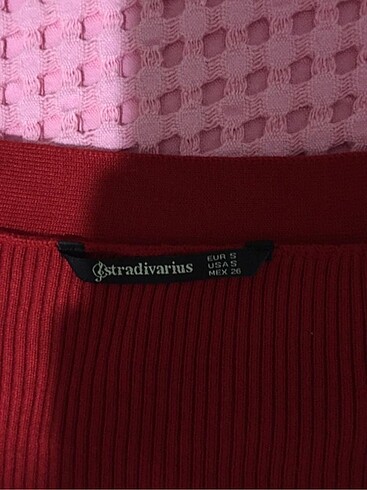 stradivarius
EUR S
USA S
MEX 26